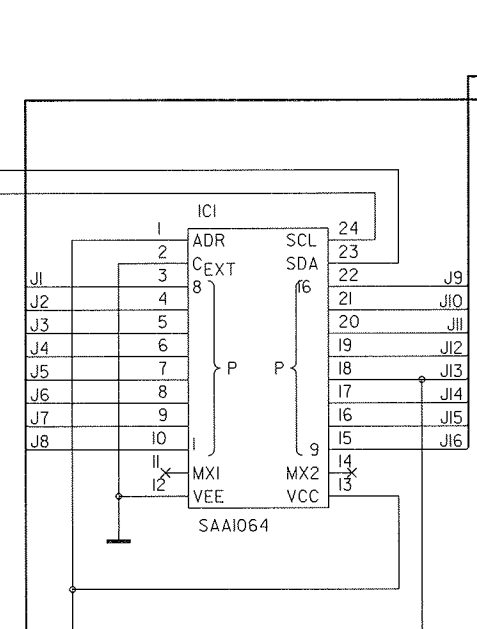 IC1
1 ADR SCL 24
2 CEXT SDA 23
J1 3 8 16 22 J9
J2 4 21 J10
J3 5 20 J11
J4 6 19 J12
J5 7 P P 18 J13
J6 8 17 J14
J7 9 16 J15
J8 10 1 9 15 J16
11 MX1 MX2 14
12 VEE VCC 13
SAA1064